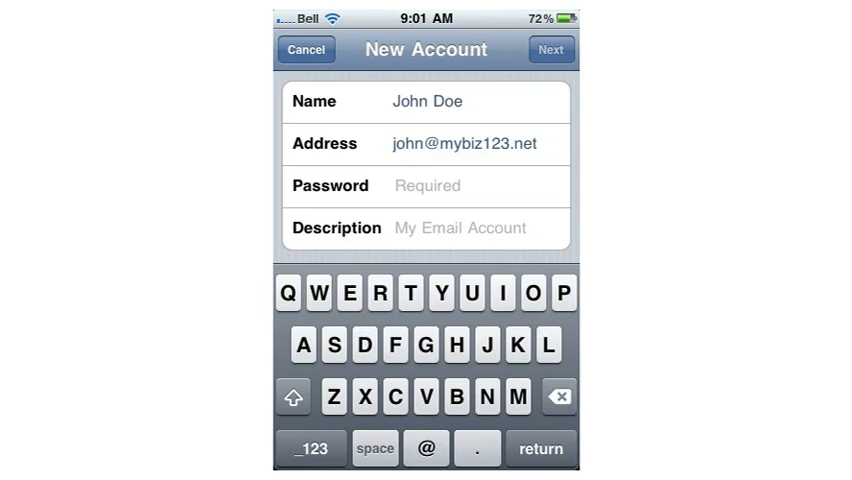 Bell 9:01 AM 72%
Cancel New Account Next
Name John Doe
Address john@mybiz123.net
Password Required
Description My Email Account
Q W E R T Y U I O P
A S D F G H J K L
Z X C V B N M
_123 space @ . return